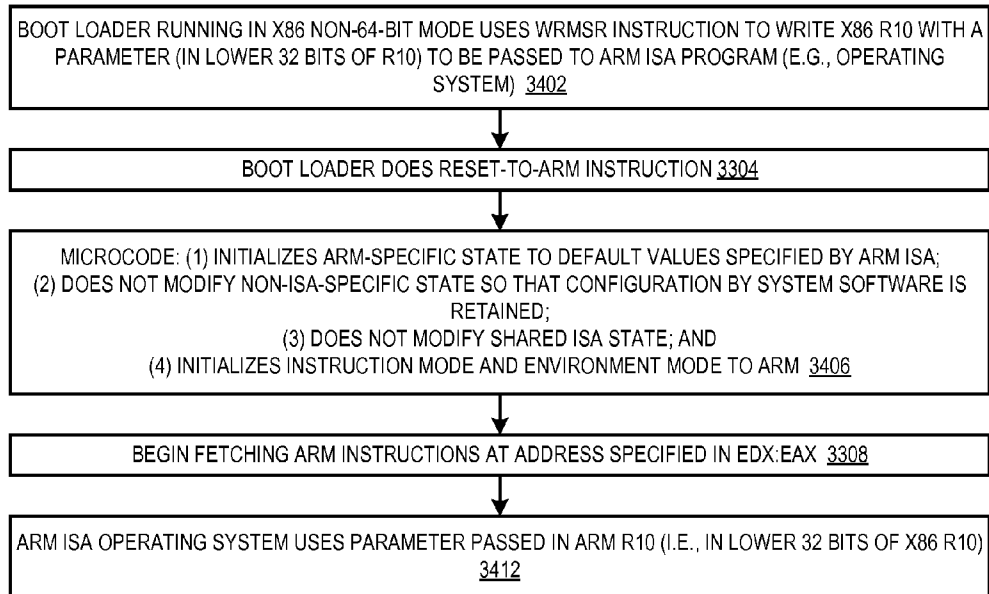 BOOT LOADER RUNNING IN X86 NON-64-BIT MODE USES WRMSR INSTRUCTION TO WRITE X86 R10 WITH A
PARAMETER (IN LOWER 32 BITS OF R10) TO BE PASSED TO ARM ISA PROGRAM (E.G., OPERATING
SYSTEM) 3402
BOOT LOADER DOES RESET-TO-ARM INSTRUCTION 3304
MICROCODE: (1) INITIALIZES ARM-SPECIFIC STATE TO DEFAULT VALUES SPECIFIED BY ARM ISA;
(2) DOES NOT MODIFY NON-ISA-SPECIFIC STATE SO THAT CONFIGURATION BY SYSTEM SOFTWARE IS
RETAINED;
(3) DOES NOT MODIFY SHARED ISA STATE; AND
(4) INITIALIZES INSTRUCTION MODE AND ENVIRONMENT MODE TO ARM 3406
BEGIN FETCHING ARM INSTRUCTIONS AT ADDRESS SPECIFIED IN EDX:EAX 3308
ARM ISA OPERATING SYSTEM USES PARAMETER PASSED IN ARM R10 (I.E., IN LOWER 32 BITS OF X86 R10)
3412